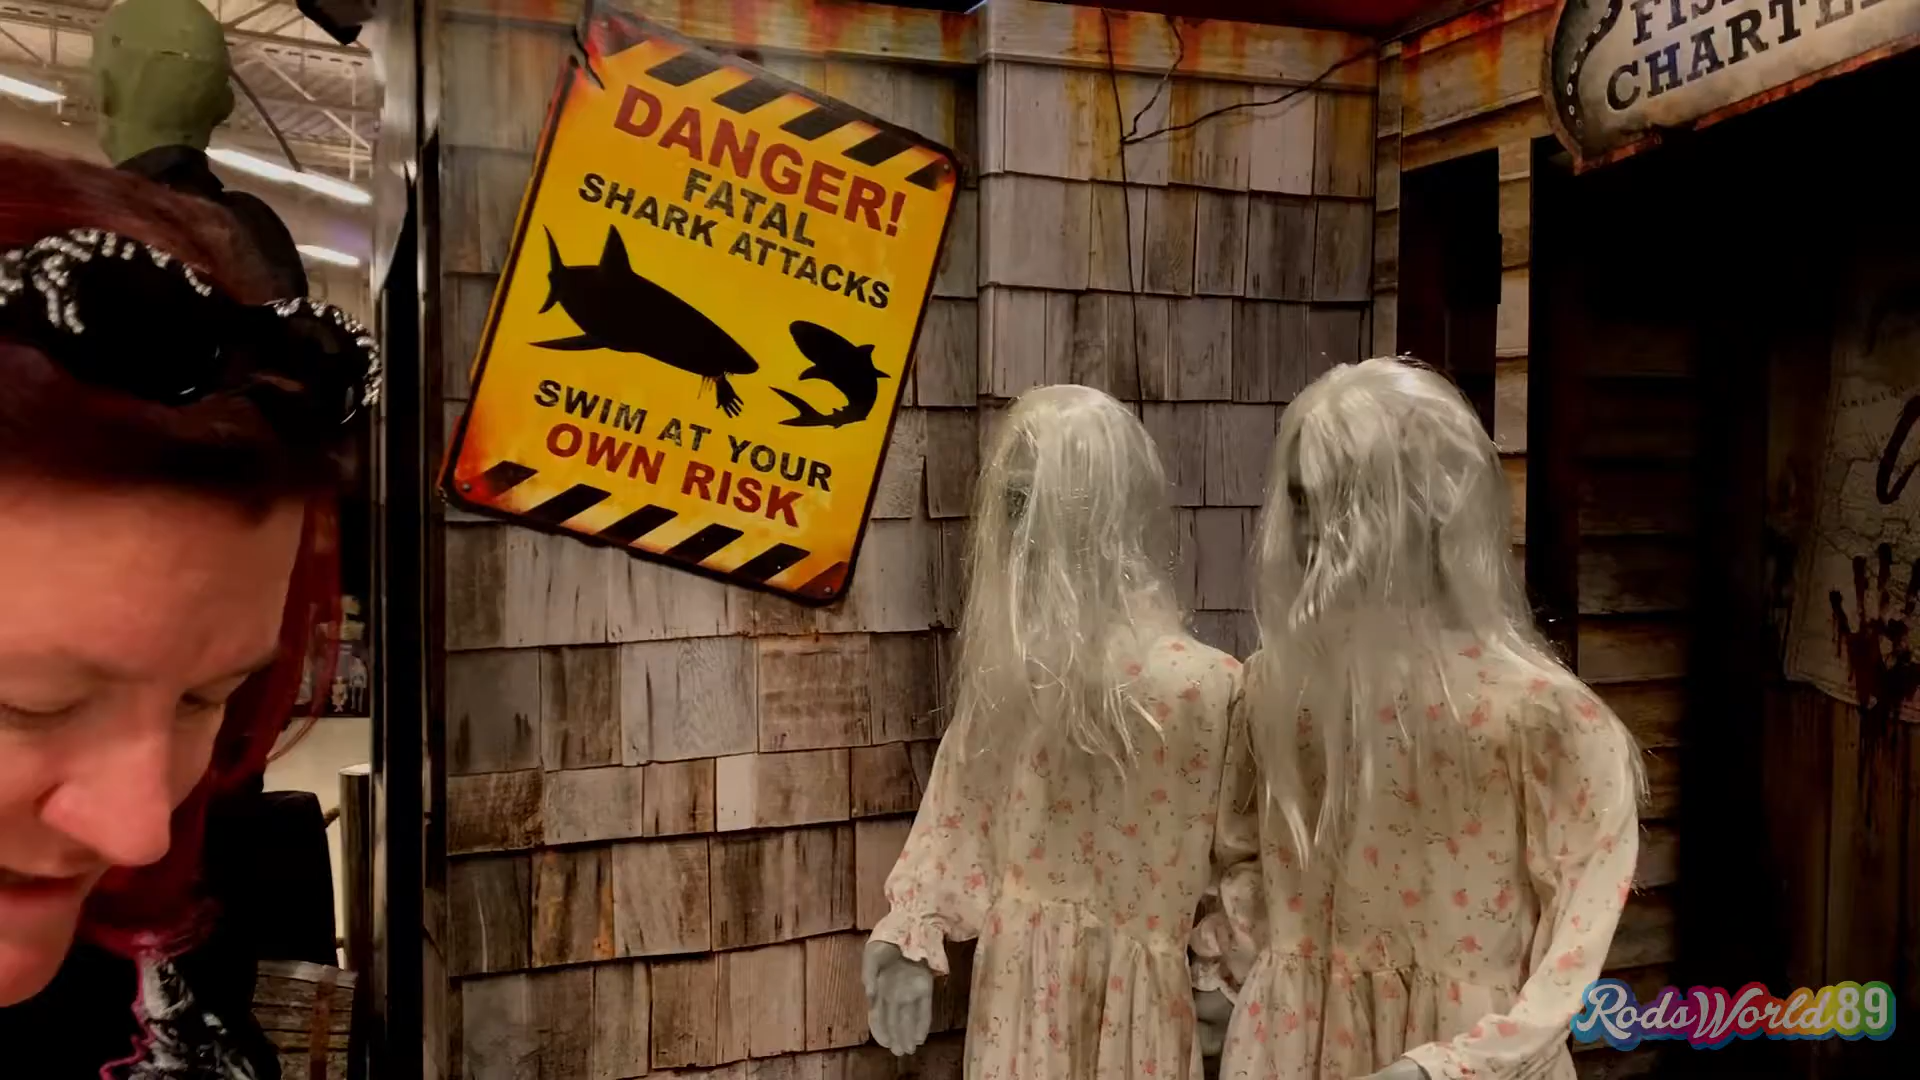 DANGER!
FATAL
SHARK ATTACKS
SWIM AT YOUR
OWN RISK
CHARTE
RodsWorld89